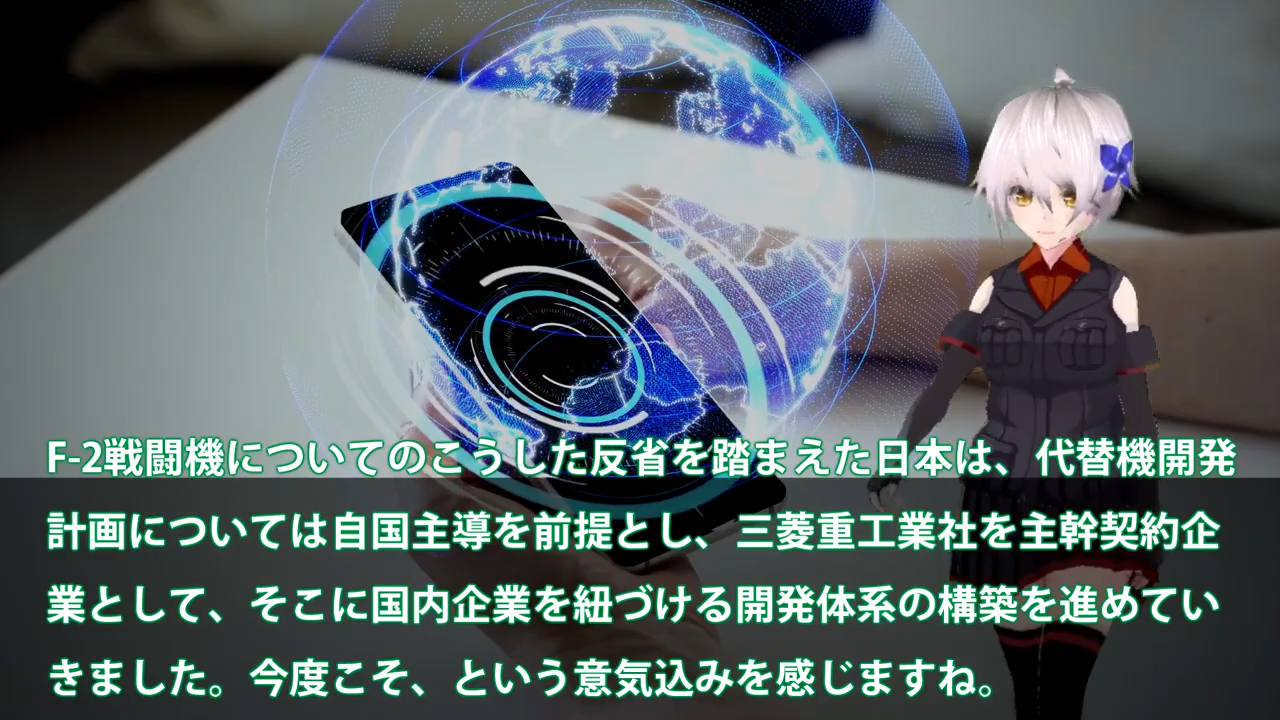 F-2戦闘機についてのこうした反省を踏まえた日本は、代替機開発
計画については自国主導を前提とし、三菱重工業社を主幹契約企
業として、そこに国内企業を紐づける開発体系の構築を進めてい
きました。今度こそ、という意気込みを感じますね。